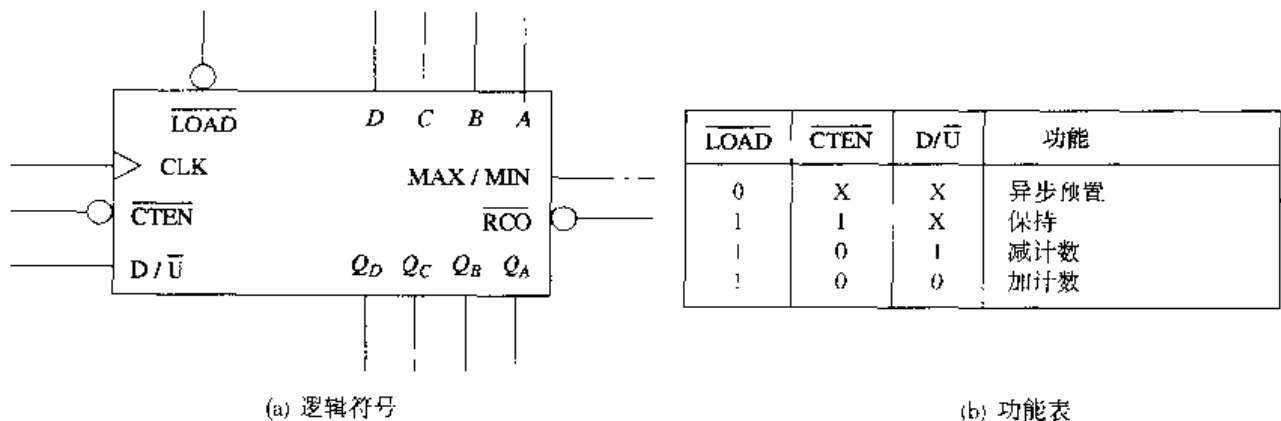 LOAD D C B A
CLK
MAX / MIN
CTEN
RCO
D / U Q_D Q_C Q_B Q_A
(a) 逻辑符号
LOAD CTEN D/U 功能
0 X X 异步预置
1 1 X 保持
1 0 1 减计数
1 0 0 加计数
(b) 功能表